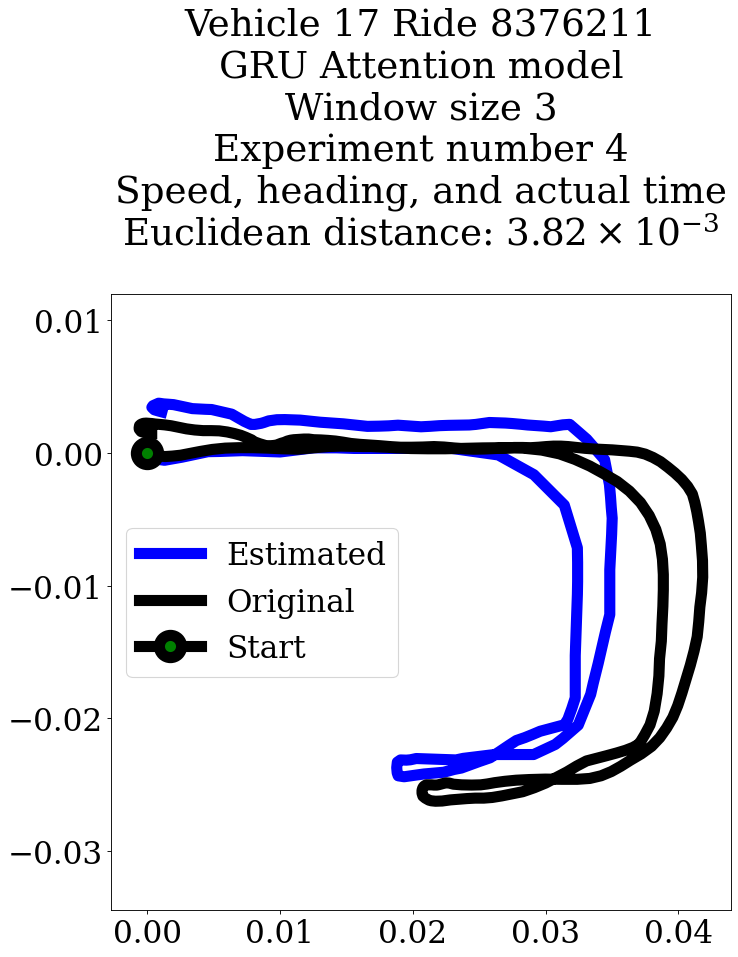 Vehicle 17 Ride 8376211
GRU Attention model
Window size 3
Experiment number 4
Speed, heading, and actual time
Euclidean distance: 3.82 × 10⁻³
0.01
0.00
−0.01
−0.02
−0.03
Estimated
Original
Start
0.00 0.01 0.02 0.03 0.04